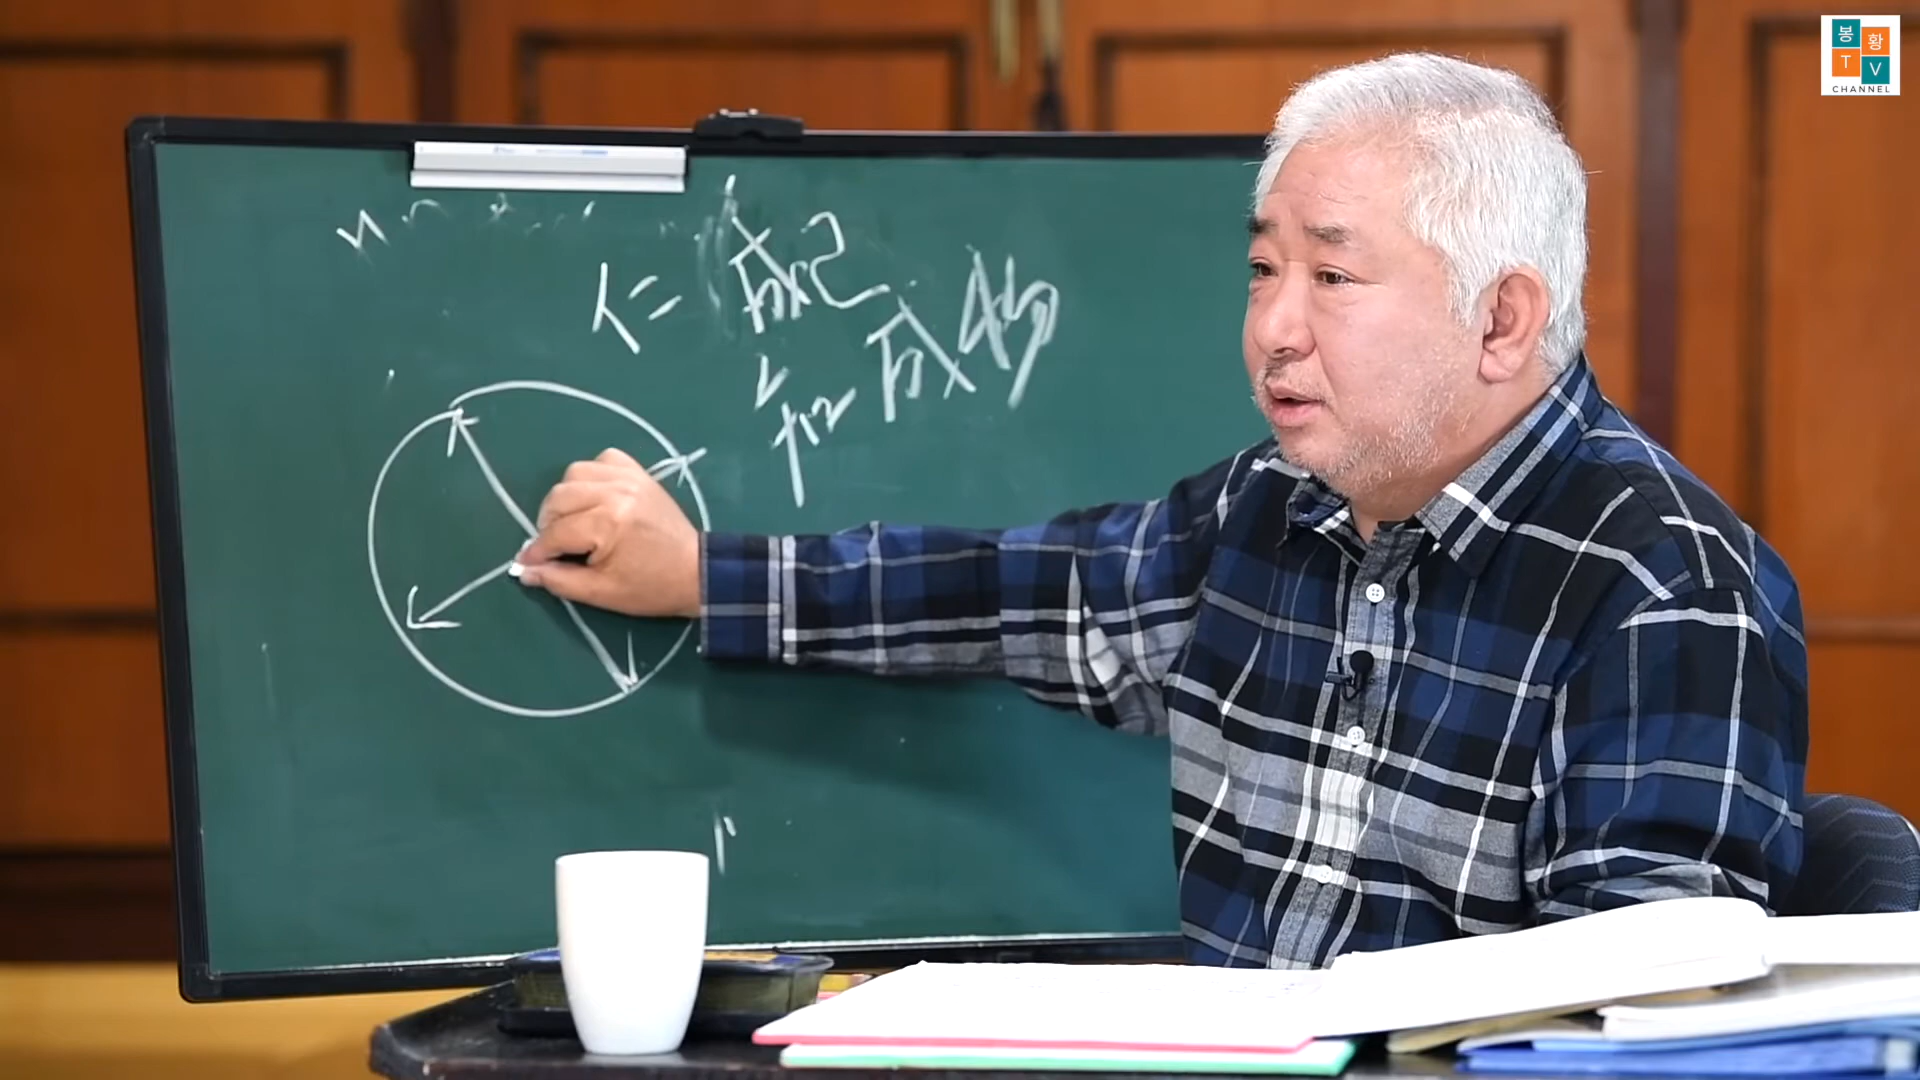 봉황
TV
CHANNEL
仁 = 成己
知 成物